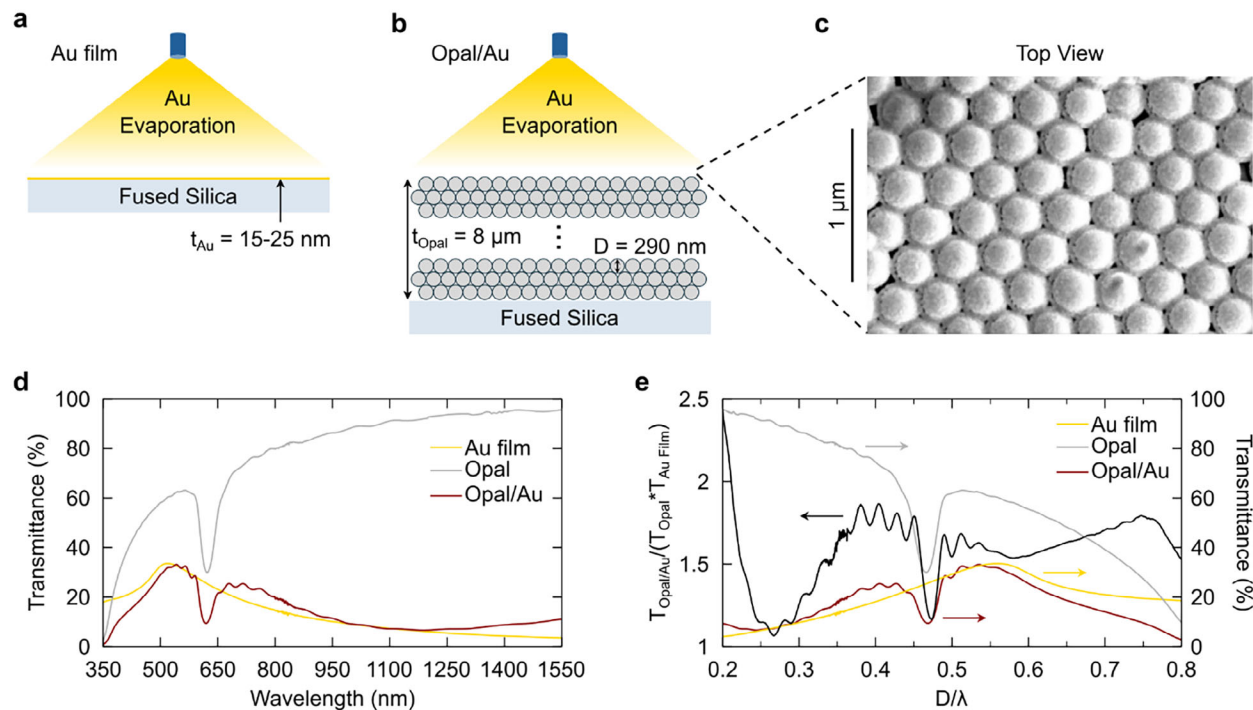 a
Au film
Au
Evaporation
Fused Silica
t_Au = 15-25 nm
b
Opal/Au
Au
Evaporation
t_Opal = 8 µm
D = 290 nm
Fused Silica
c
Top View
1 µm
d
Transmittance (%)
100
80
60
40
20
0
Au film
Opal
Opal/Au
350 500 650 800 950 1100 1250 1400 1550
Wavelength (nm)
e
T_Opal/Au/(T_Opal*T_Au Film)
2.5
2
1.5
1
Au film
Opal
Opal/Au
100
80
60
40
20
0
Transmittance (%)
0.2 0.3 0.4 0.5 0.6 0.7 0.8
D/λ